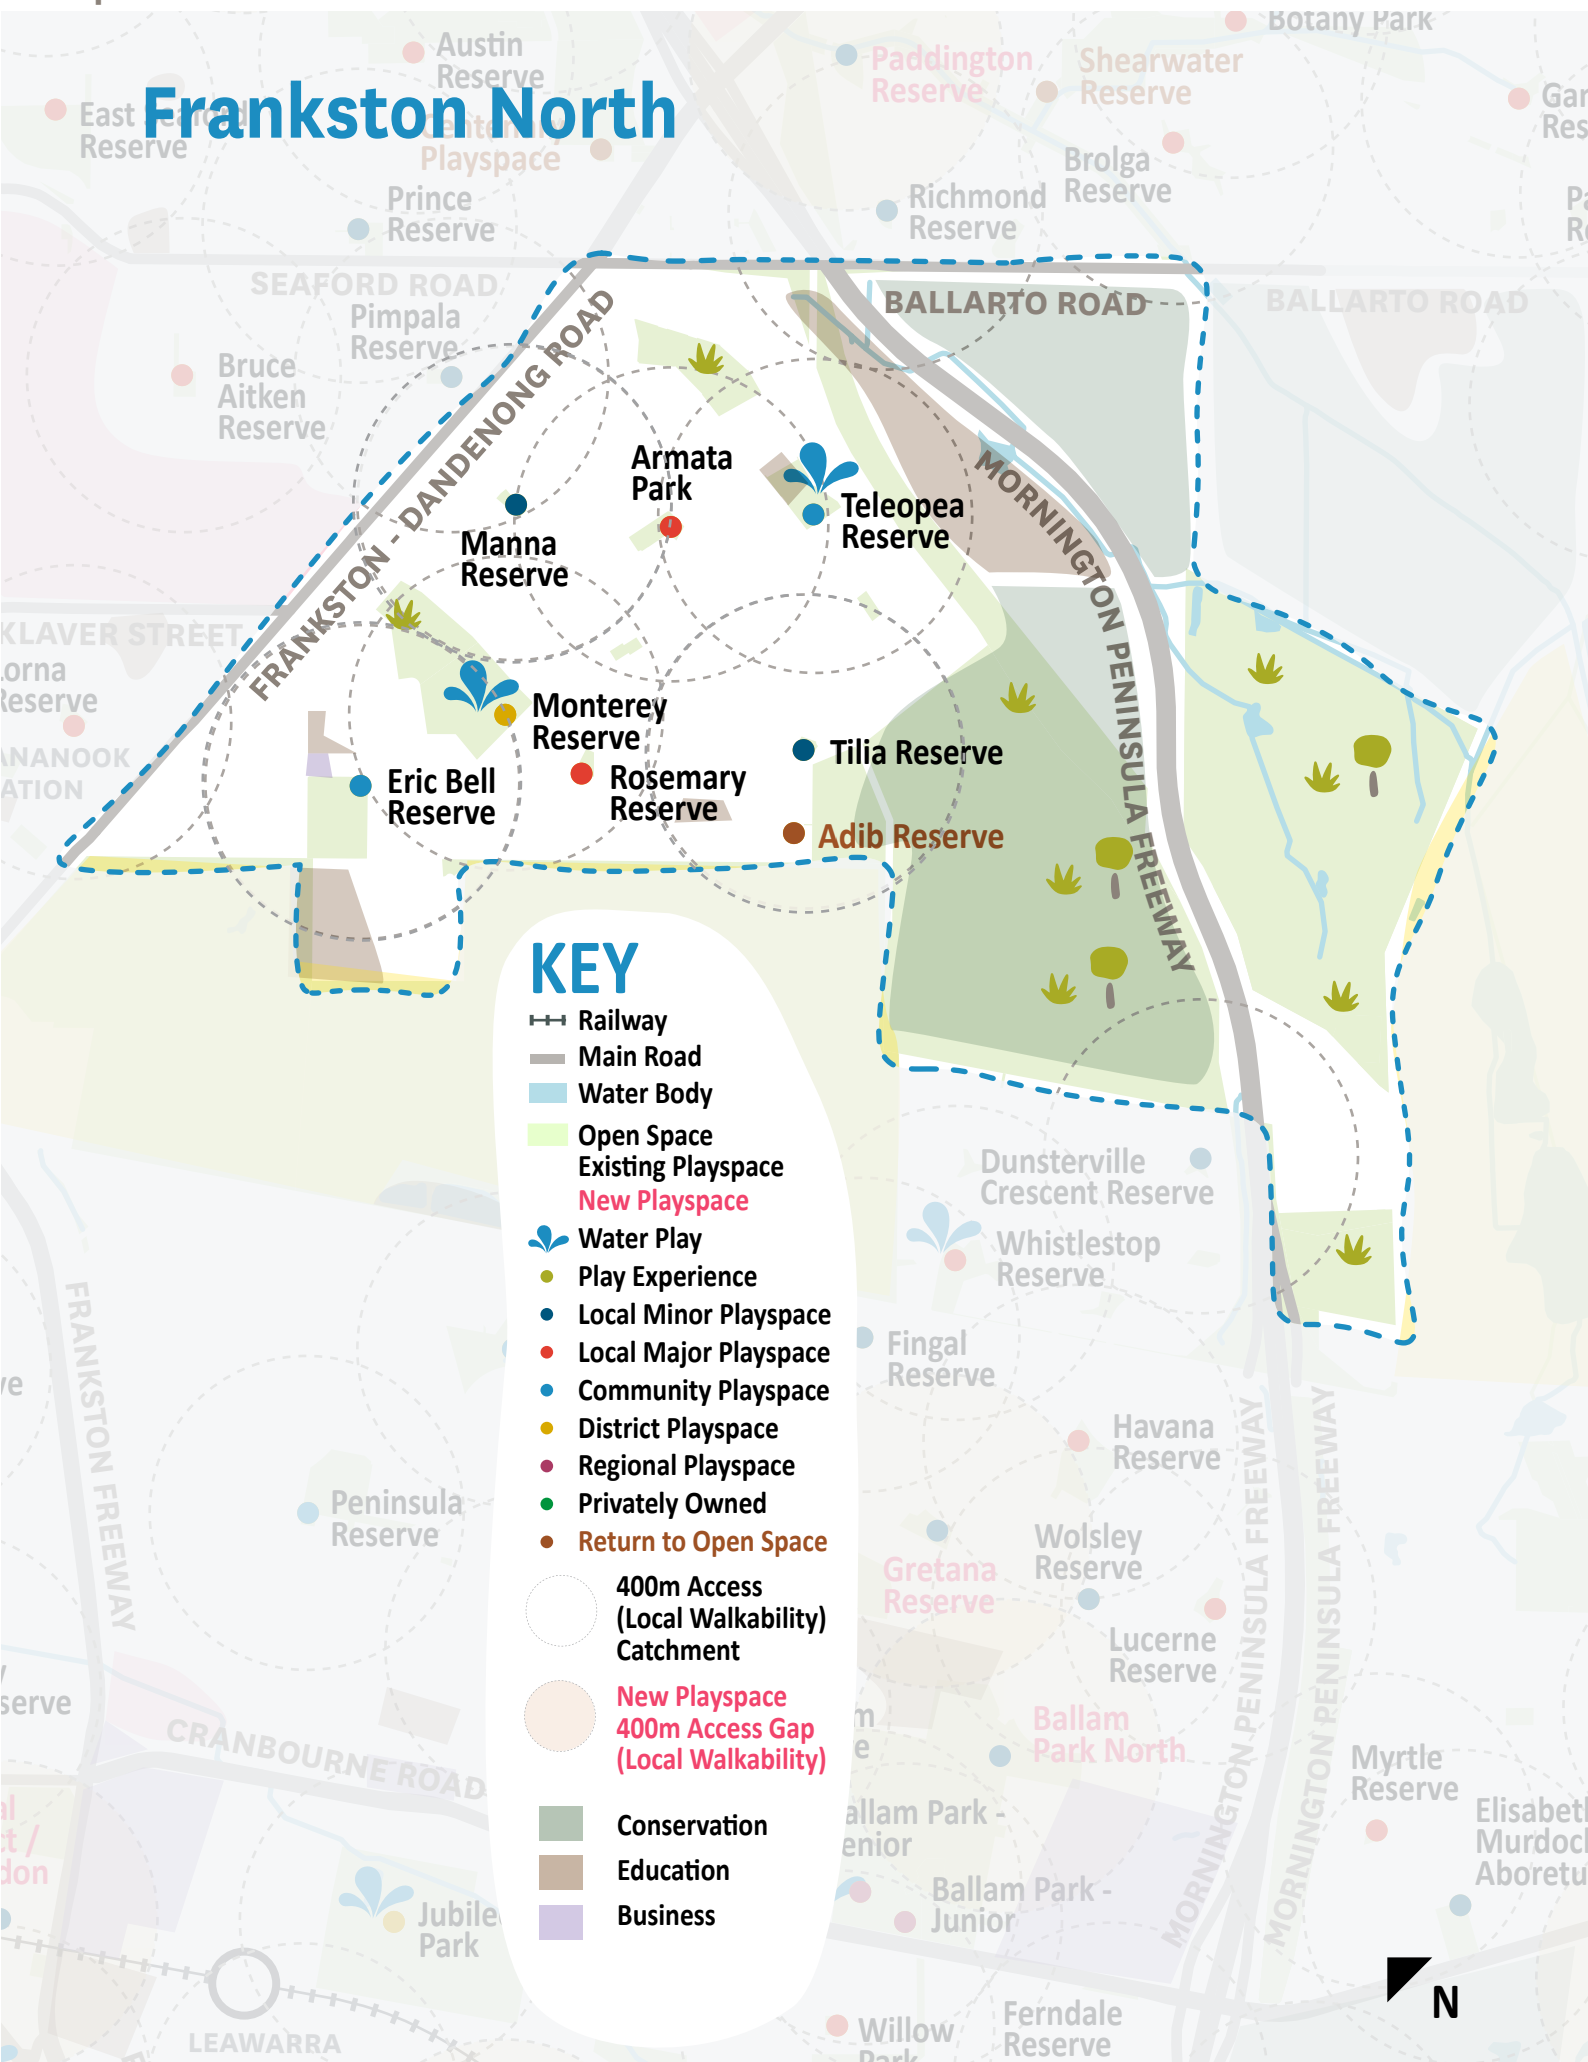 Botany Park
Austin
Reserve
Paddington
Reserve
Shearwater
Reserve
East Seaford
Reserve
Frankston North
Centenary
Playspace
Brolga
Reserve
Prince
Reserve
Richmond
Reserve
SEAFORD ROAD
BALLARTO ROAD
BALLARTO ROAD
Pimpala
Reserve
Bruce
Aitken
Reserve
FRANKSTON - DANDENONG ROAD
Armata
Park
MORNINGTON PENINSULA FREEWAY
Teleopea
Reserve
Manna
Reserve
KLAVER STREET
Reserve
Monterey
Reserve
Tilia Reserve
Eric Bell
Reserve
Rosemary
Reserve
Adib Reserve
KEY
Railway
Main Road
Water Body
Open Space
Existing Playspace
New Playspace
Water Play
Play Experience
Local Minor Playspace
Local Major Playspace
Community Playspace
District Playspace
Regional Playspace
Privately Owned
Return to Open Space
400m Access
(Local Walkability)
Catchment
New Playspace
400m Access Gap
(Local Walkability)
Conservation
Education
Business
Dunsterville
Crescent Reserve
Whistlestop
Reserve
Fingal
Reserve
FRANKSTON FREEWAY
Havana
Reserve
Peninsula
Reserve
Wolsley
Reserve
Gretana
Reserve
Lucerne
Reserve
MORNINGTON PENINSULA FREEWAY
MORNINGTON PENINSULA FREEWAY
CRANBOURNE ROAD
Ballam
Park North
Myrtle
Reserve
allam Park -
enior
Ballam Park -
Junior
Jubile
Park
LEAWARRA
Willow
Park
Ferndale
Reserve
N